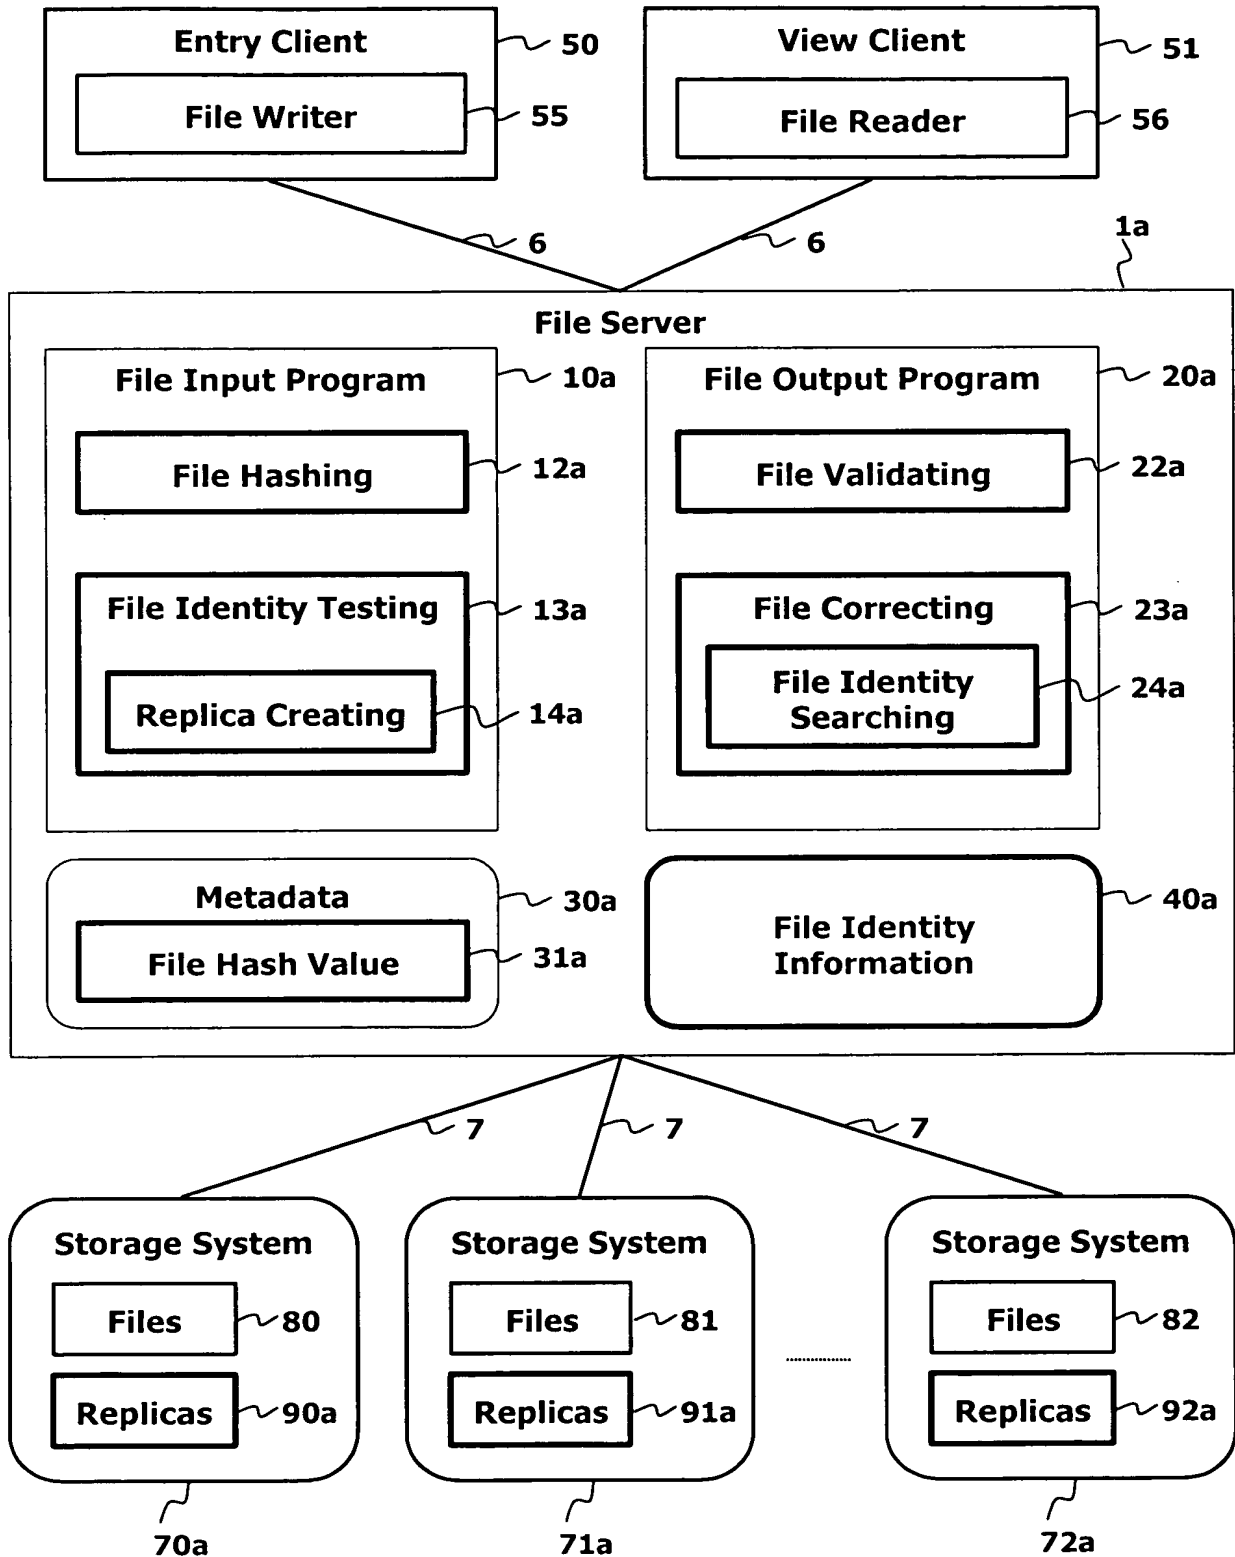 Entry Client
50
File Writer
55
View Client
51
File Reader
56
6
6
1a
File Server
File Input Program
10a
File Hashing
12a
File Identity Testing
13a
Replica Creating
14a
File Output Program
20a
File Validating
22a
File Correcting
23a
File Identity
Searching
24a
Metadata
30a
File Hash Value
31a
File Identity
Information
40a
7
7
7
Storage System
Files
80
Replicas
90a
70a
Storage System
Files
81
Replicas
91a
71a
Storage System
Files
82
Replicas
92a
72a